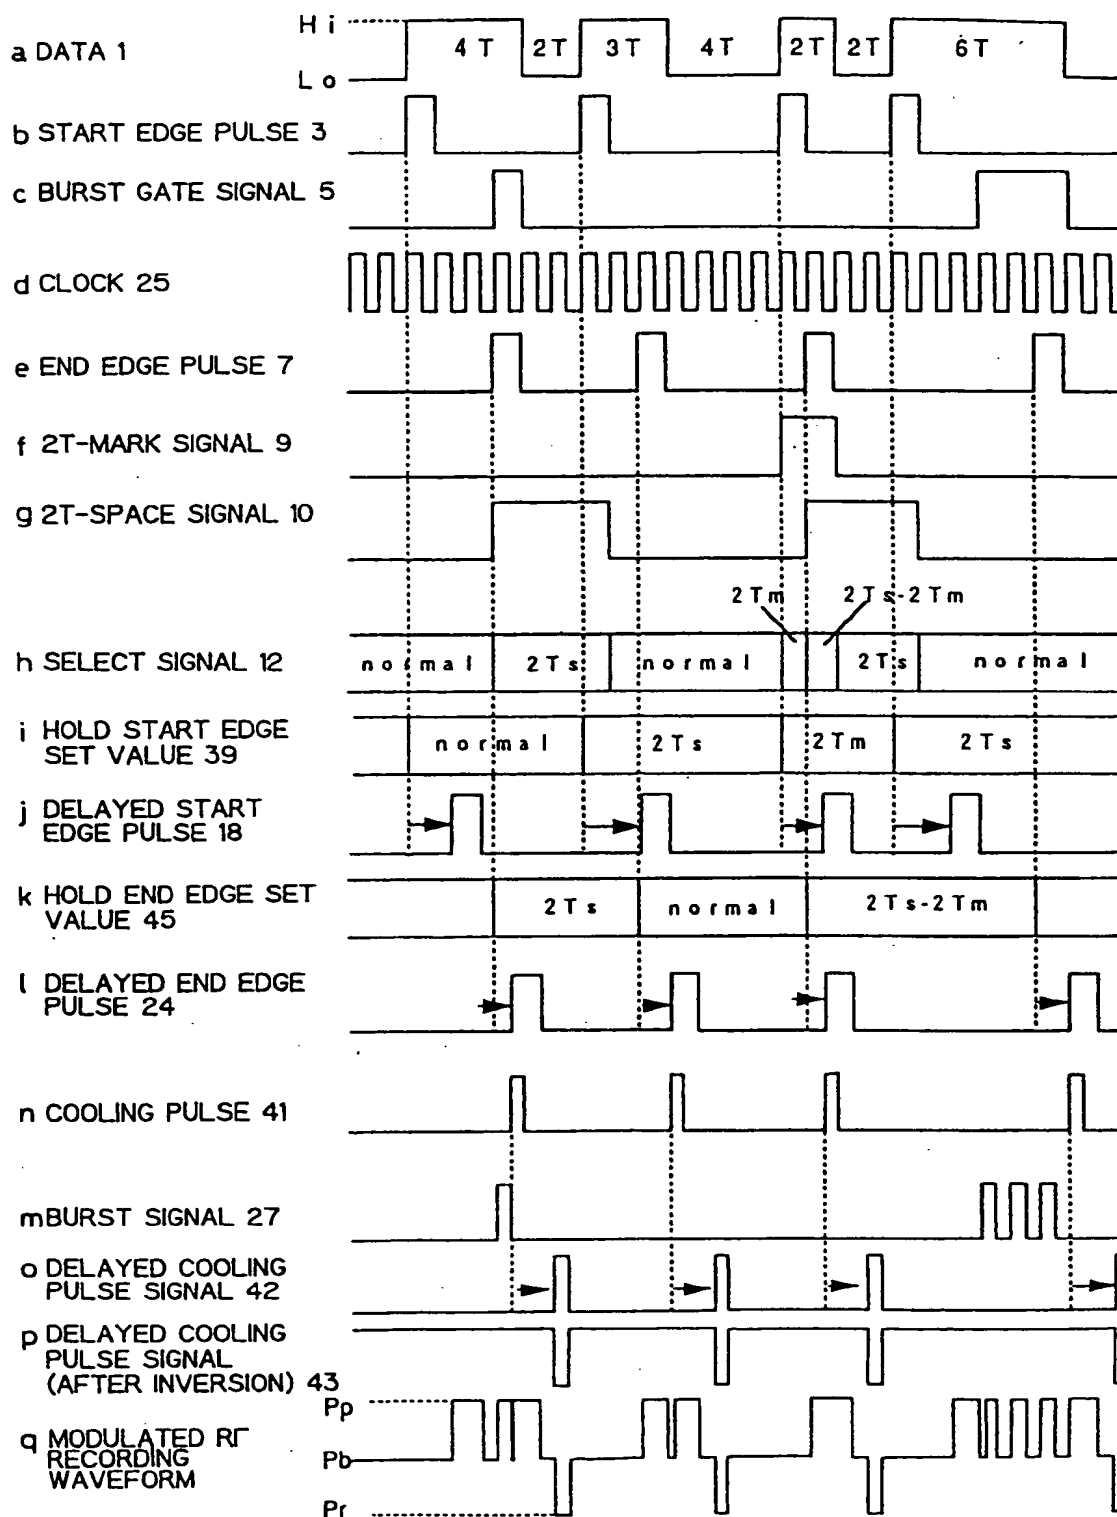 Hi
a DATA 1 4T 2T 3T 4T 2T 2T 6T
Lo
b START EDGE PULSE 3
c BURST GATE SIGNAL 5
d CLOCK 25
e END EDGE PULSE 7
f 2T-MARK SIGNAL 9
g 2T-SPACE SIGNAL 10
2Tm 2Ts-2Tm
h SELECT SIGNAL 12 normal 2Ts normal 2Ts normal
i HOLD START EDGE
SET VALUE 39 normal 2Ts 2Tm 2Ts
j DELAYED START
EDGE PULSE 18
k HOLD END EDGE SET
VALUE 45 2Ts normal 2Ts-2Tm
l DELAYED END EDGE
PULSE 24
n COOLING PULSE 41
m BURST SIGNAL 27
o DELAYED COOLING
PULSE SIGNAL 42
p DELAYED COOLING
PULSE SIGNAL
(AFTER INVERSION) 43
Pp
q MODULATED RF
RECORDING
WAVEFORM
Pb
Pr